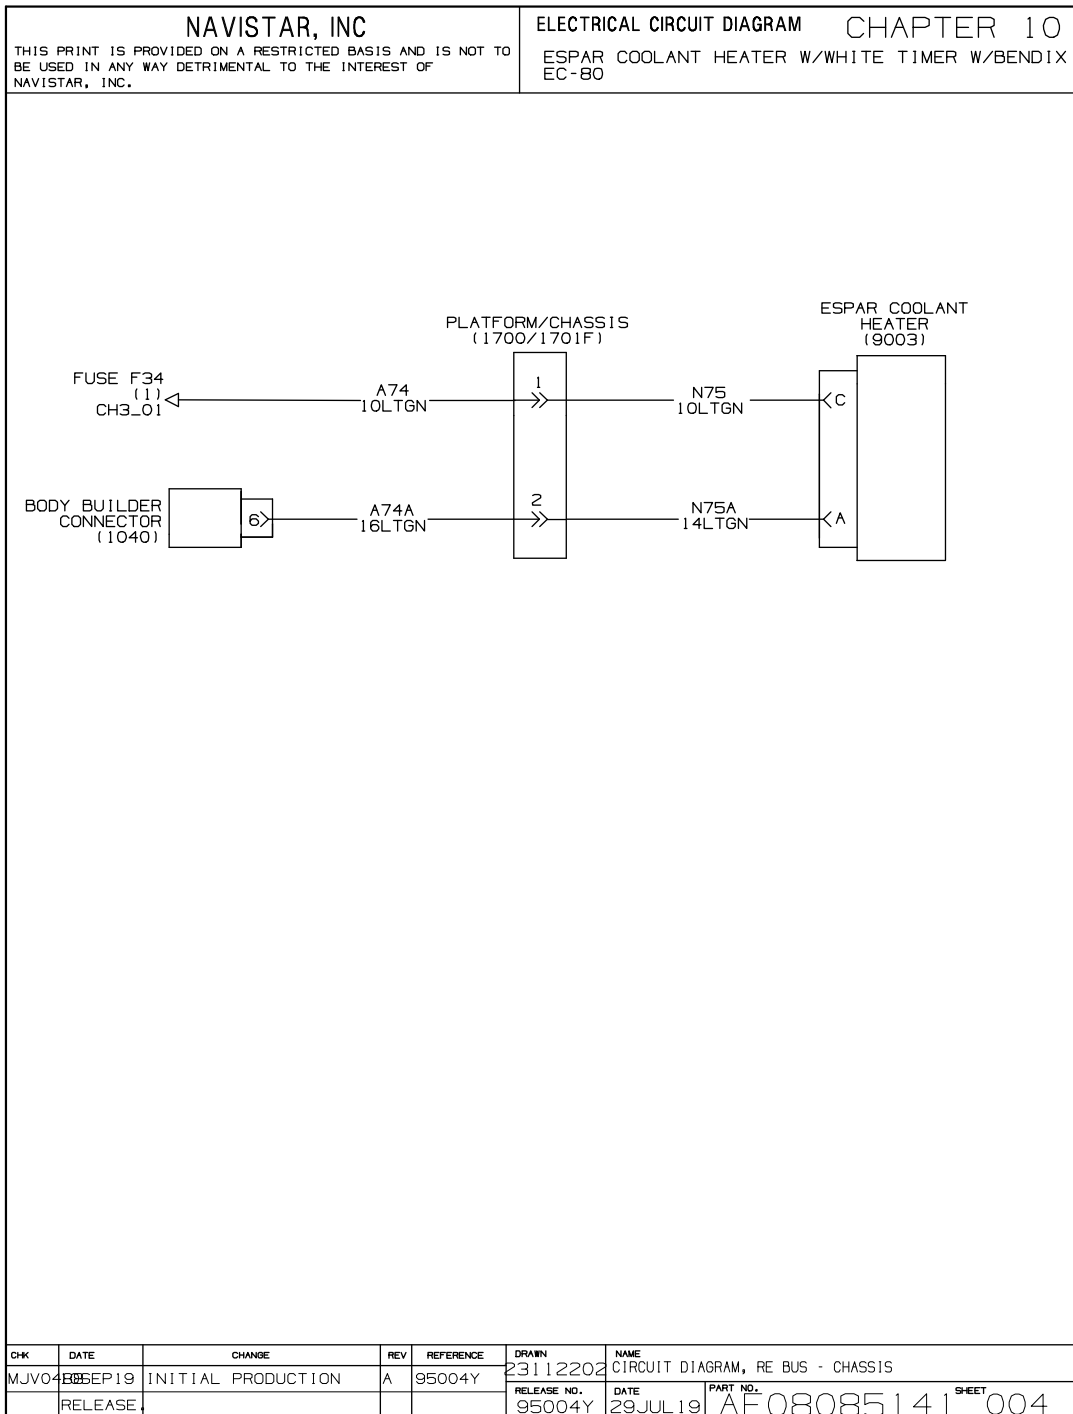 NAVISTAR, INC
THIS PRINT IS PROVIDED ON A RESTRICTED BASIS AND IS NOT TO
BE USED IN ANY WAY DETRIMENTAL TO THE INTEREST OF
NAVISTAR, INC.
ELECTRICAL CIRCUIT DIAGRAM CHAPTER 10
ESPAR COOLANT HEATER W/WHITE TIMER W/BENDIX
EC-80
PLATFORM/CHASSIS
(1700/1701F)
ESPAR COOLANT
HEATER
(9003)
FUSE F34
(1)
CH3_01
A74
10LTGN
1
N75
10LTGN
C
BODY BUILDER
CONNECTOR
(1040)
6
A74A
16LTGN
2
N75A
14LTGN
A
CHK DATE CHANGE REV REFERENCE
05SEP19 INITIAL PRODUCTION A 95004Y
RELEASE.
DRAWN
23112202
NAME
CIRCUIT DIAGRAM, RE BUS - CHASSIS
RELEASE NO.
95004Y
DATE
29JUL19
PART NO.
AF08085141
SHEET
004